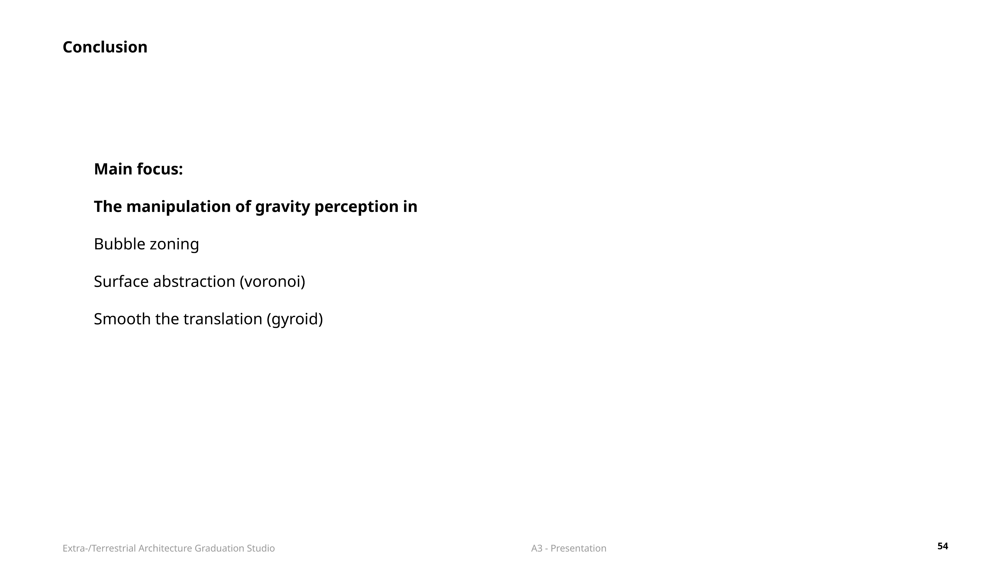 Conclusion
Main focus:
The manipulation of gravity perception in
Bubble zoning
Surface abstraction (voronoi)
Smooth the translation (gyroid)
Extra-/Terrestrial Architecture Graduation Studio
A3 - Presentation
54